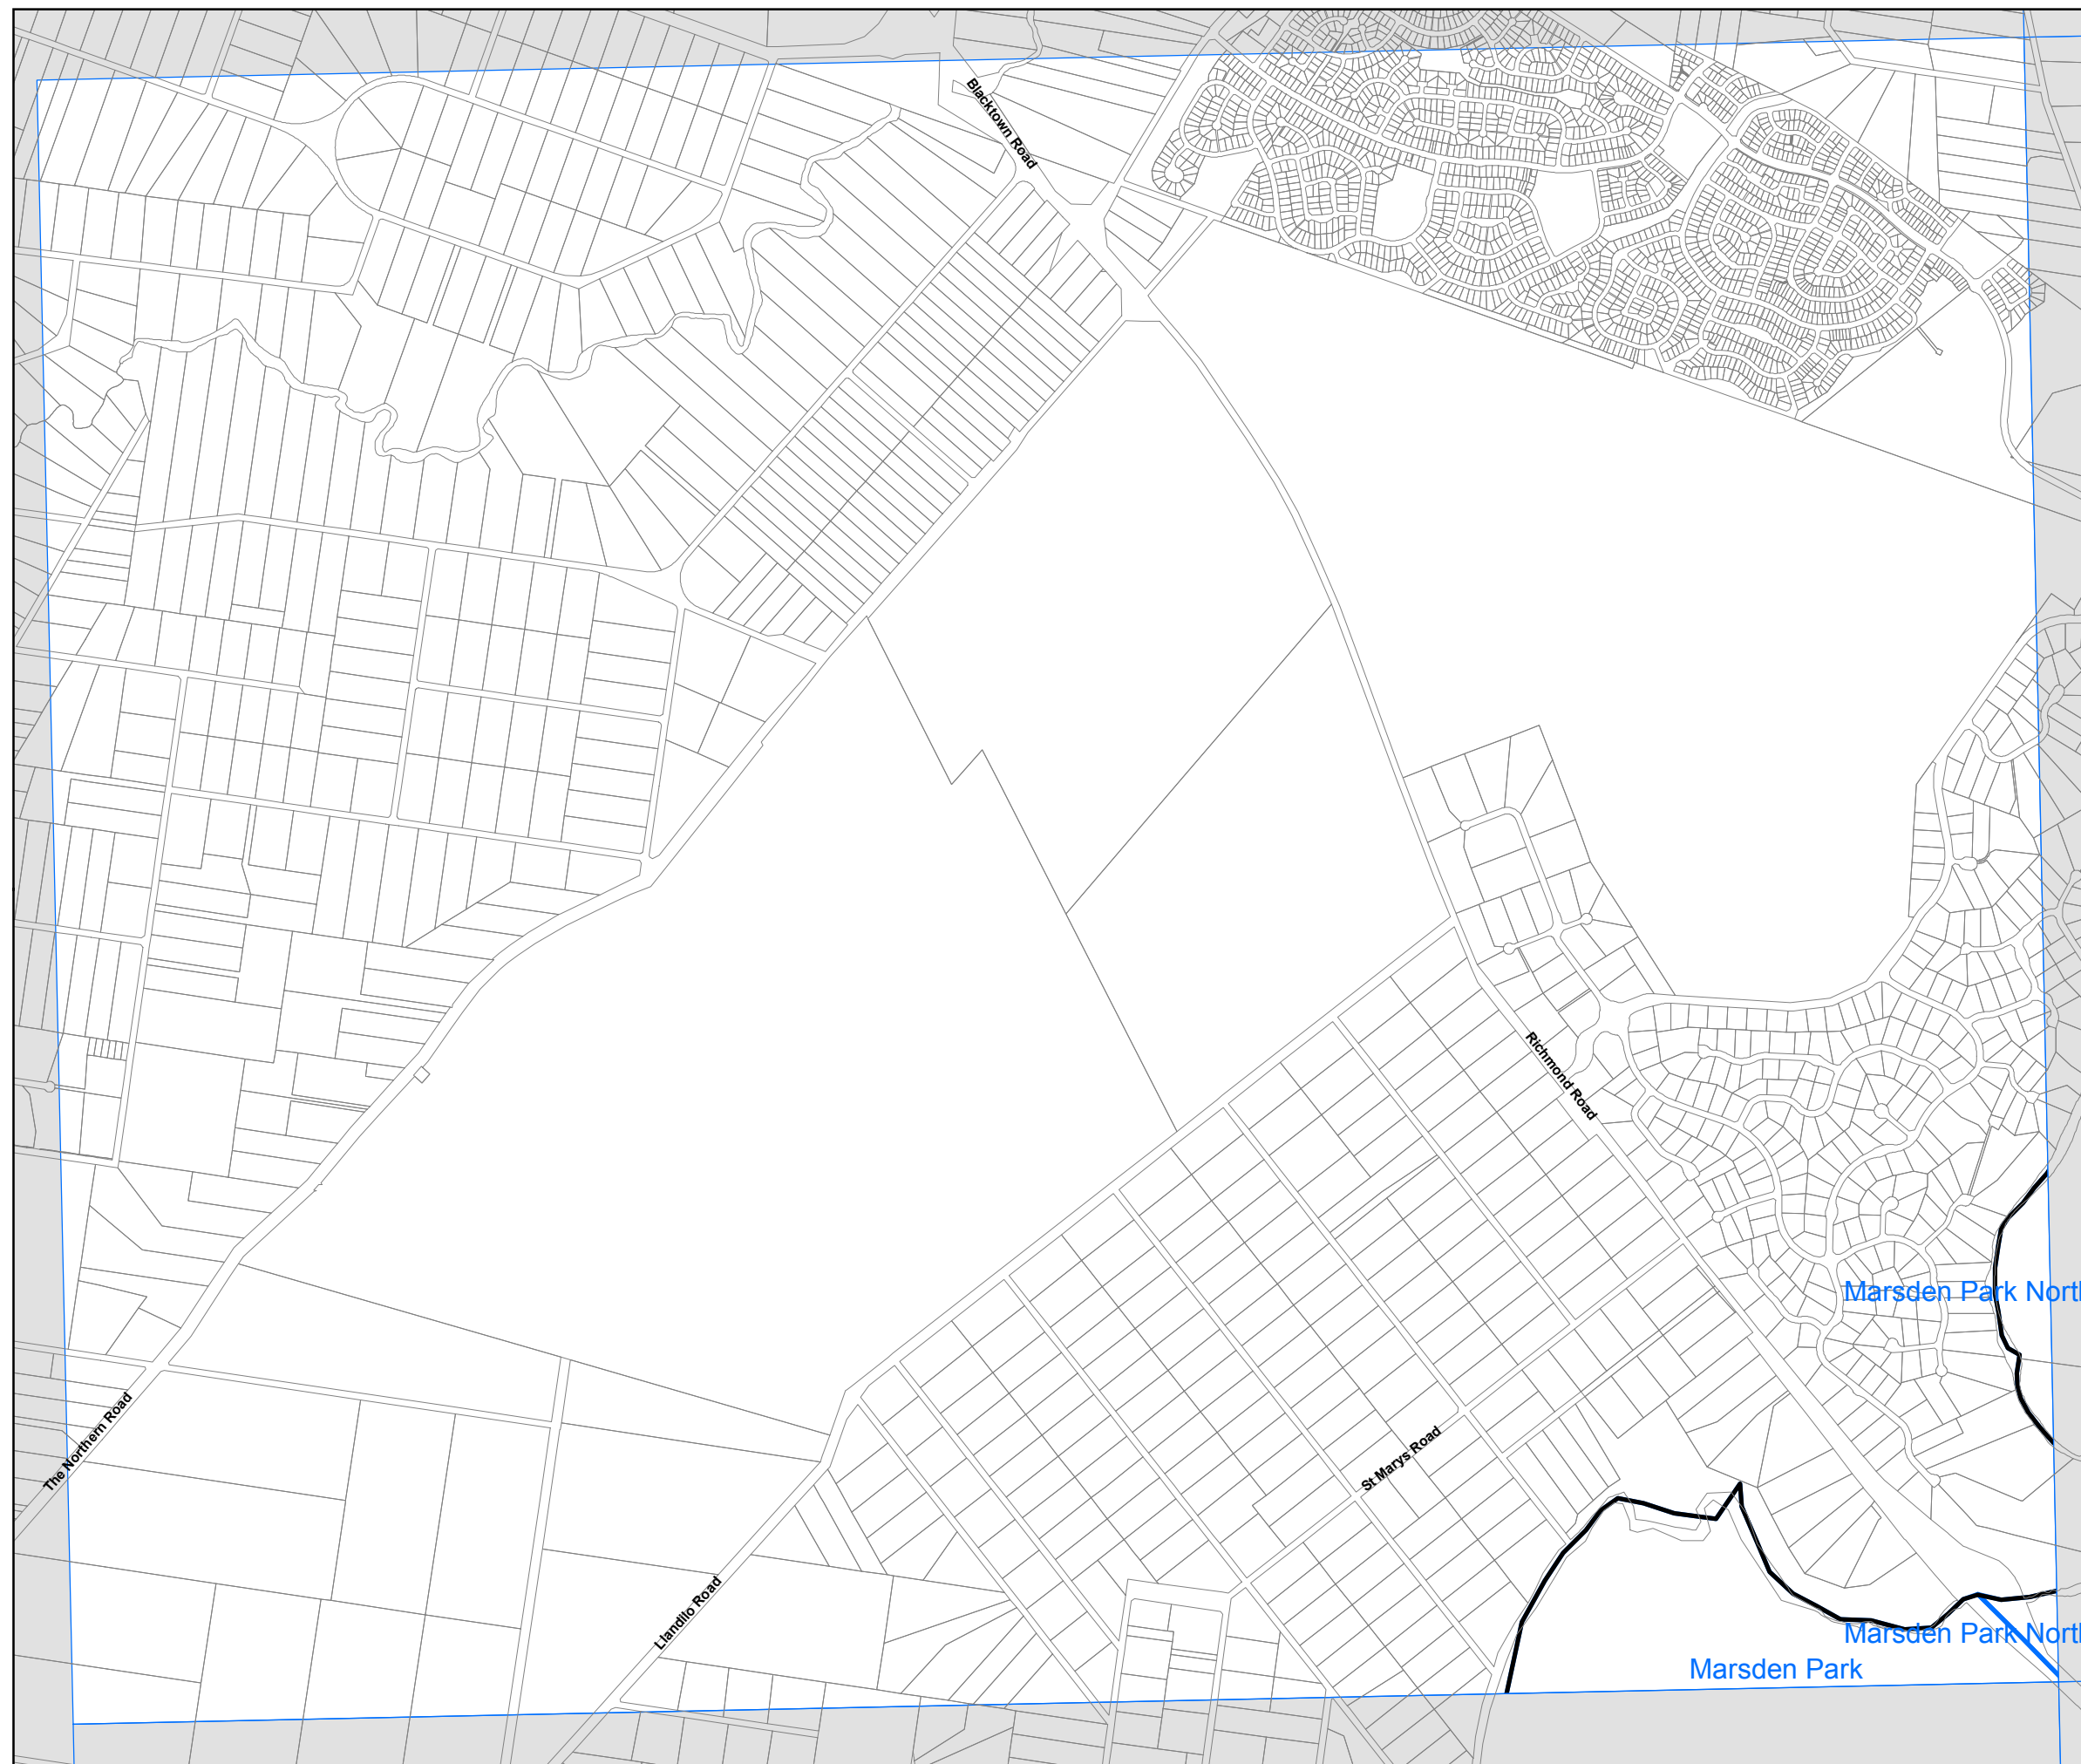 Blacktown Road
Richmond Road
Marsden Park North
The Northern Road
St Marys Road
Llandilo Road
Marsden Park North
Marsden Park